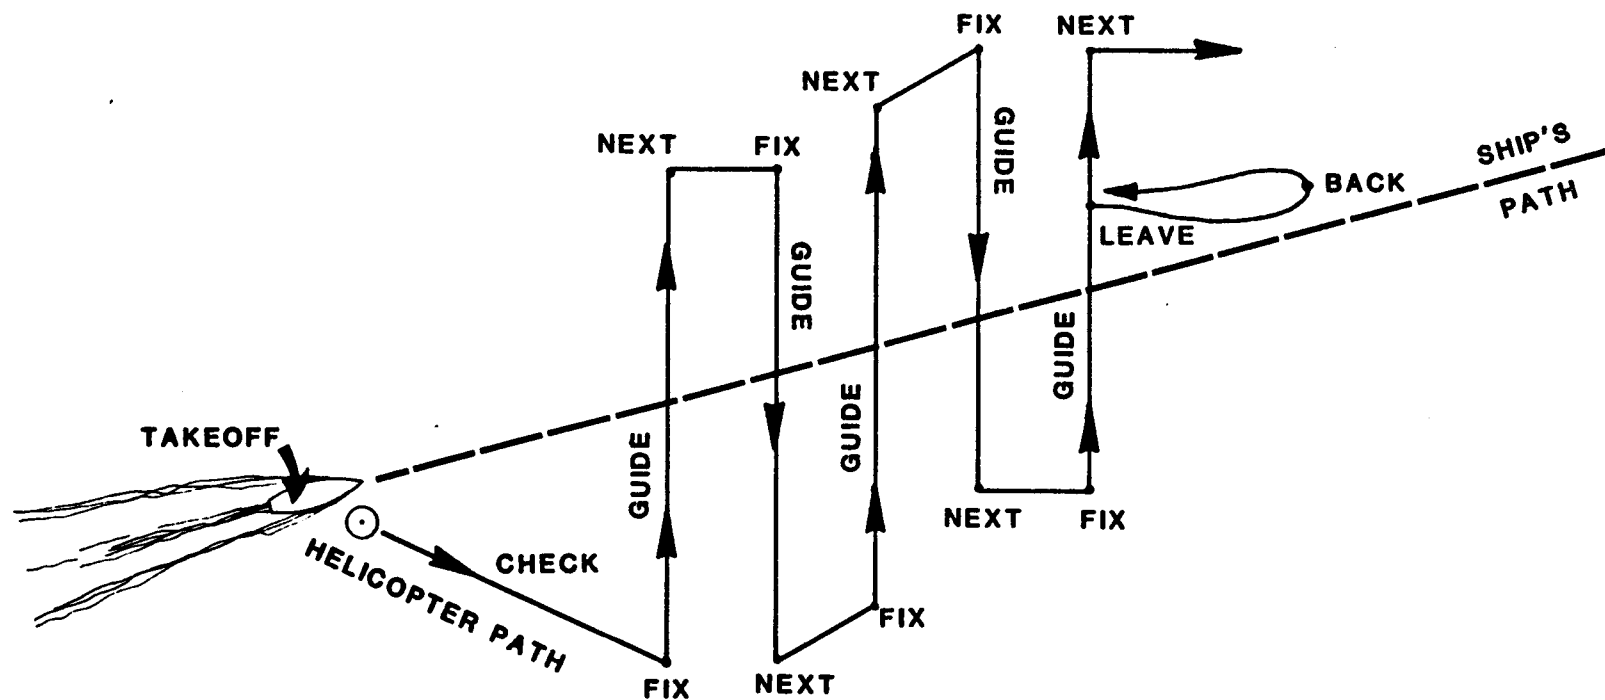 FIX
NEXT
NEXT
GUIDE
NEXT
FIX
SHIP'S
PATH
BACK
LEAVE
GUIDE
GUIDE
GUIDE
TAKEOFF
GUIDE
NEXT
FIX
CHECK
HELICOPTER PATH
FIX
FIX
NEXT